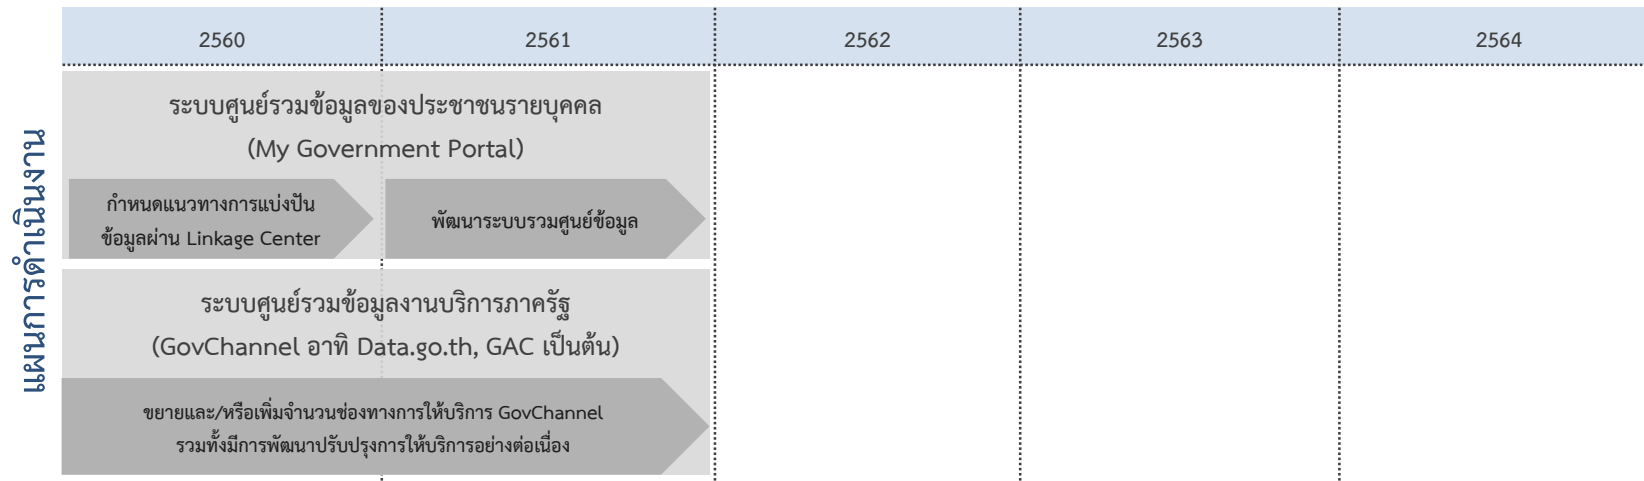 2560 2561 2562 2563 2564
แผนการดำเนินงาน
ระบบศูนย์รวมข้อมูลของประชาชนรายบุคคล
(My Government Portal)
กำหนดแนวทางการแบ่งปัน
ข้อมูลผ่าน Linkage Center
พัฒนาระบบรวมศูนย์ข้อมูล
ระบบศูนย์รวมข้อมูลงานบริการภาครัฐ
(GovChannel อาทิ Data.go.th, GAC เป็นต้น)
ขยายและ/หรือเพิ่มจำนวนช่องทางการให้บริการ GovChannel
รวมทั้งมีการพัฒนาปรับปรุงการให้บริการอย่างต่อเนื่อง